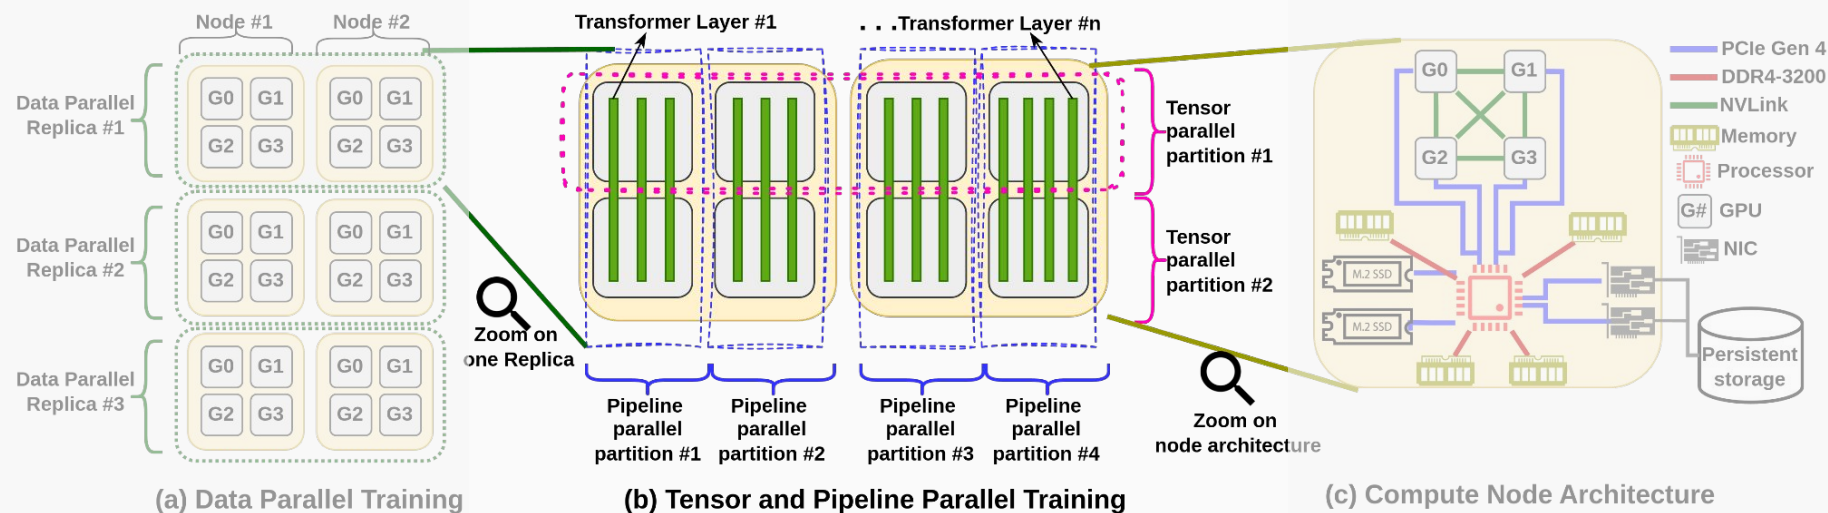 Node #1
Node #2
Data Parallel
Replica #1
G0
G1
G0
G1
G2
G3
G2
G3
Data Parallel
Replica #2
G0
G1
G0
G1
G2
G3
G2
G3
Data Parallel
Replica #3
G0
G1
G0
G1
G2
G3
G2
G3
(a) Data Parallel Training
Zoom on
one Replica
Transformer Layer #1
...Transformer Layer #n
Tensor
parallel
partition #1
Tensor
parallel
partition #2
Pipeline
parallel
partition #1
Pipeline
parallel
partition #2
Pipeline
parallel
partition #3
Pipeline
parallel
partition #4
(b) Tensor and Pipeline Parallel Training
Zoom on
node architecture
G0
G1
G2
G3
M.2 SSD
M.2 SSD
PCIe Gen 4
DDR4-3200
NVLink
Memory
Processor
G#
GPU
NIC
Persistent
storage
(c) Compute Node Architecture